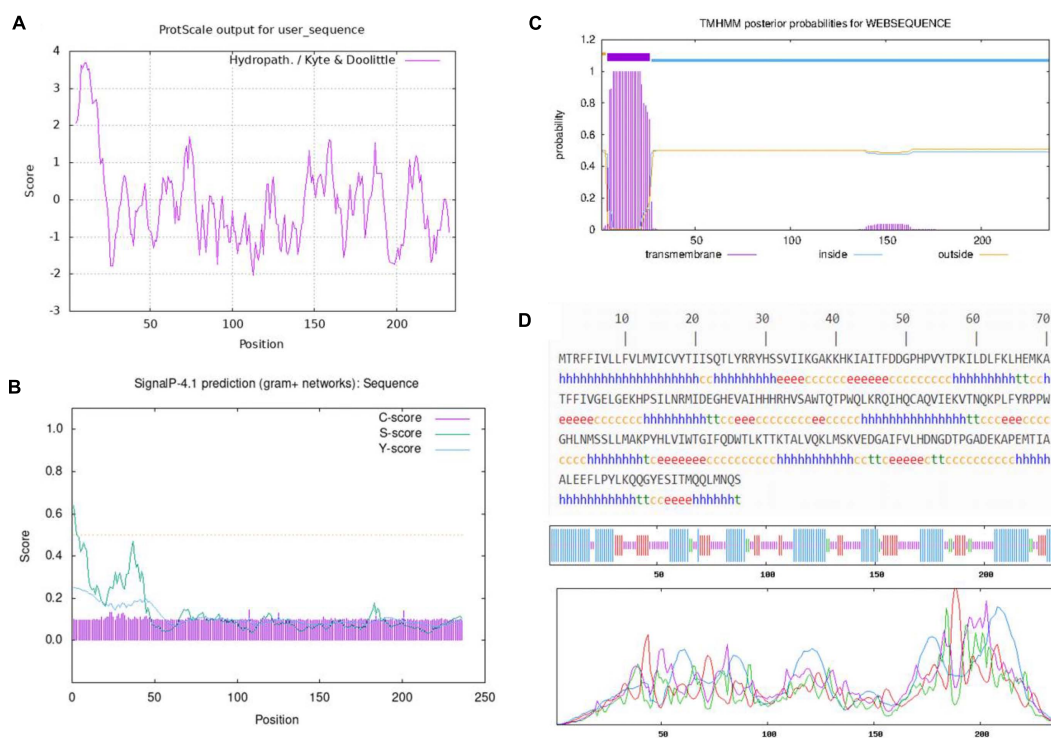 A
ProtScale output for user_sequence
Hydropath. / Kyte & Doolittle
4
3
2
1
0
-1
-2
-3
50
100
150
200
Score
Position
B
SignalP-4.1 prediction (gram+ networks): Sequence
C-score
S-score
Y-score
1.0
0.8
0.6
0.4
0.2
0.0
0
50
100
150
200
250
Score
Position
C
TMHMM posterior probabilities for WEBSEQUENCE
1.2
1
0.8
0.6
0.4
0.2
0
50
100
150
200
probability
transmembrane
inside
outside
D
10 20 30 40 50 60 70
MTRFFIVLLFVLMVICVYTIISQTLYRRYHSSVIIKGAKKHKIAITFDDGPHPVYTPKILDLFKLHEMKA
hhhhhhhhhhhhhhhhhhhhcchhhhhhhhheeeecccccceeeeeeccccccccchhhhhhhhhttcch
TFFIVGELGEKHPSILNRMIDEGHEVAIHHHRHVSAWTQTPWQLKRQIHQCAQVIEKVTNQKPLFYRPPW
eeeeeccccccchhhhhhhhhttcceeecccccccceeccccchhhhhhhhhhhhhhhttccceeecccc
GHLNMSSLLMAKPYHLVIWTGIFQDWTLKTTKTALVQKLMSKVEDGAIFVLHDNGDTPGADEKAPEMTIA
cccchhhhhhhhtceeeeeeecccccccccchhhhhhhhhhccttcceeeeecttcccccccccchhhhh
ALEEFLPYLKQQGYESITMQQLMNQS
hhhhhhhhhhhttcceeeehhhhhht
50
100
150
200
50
100
150
200